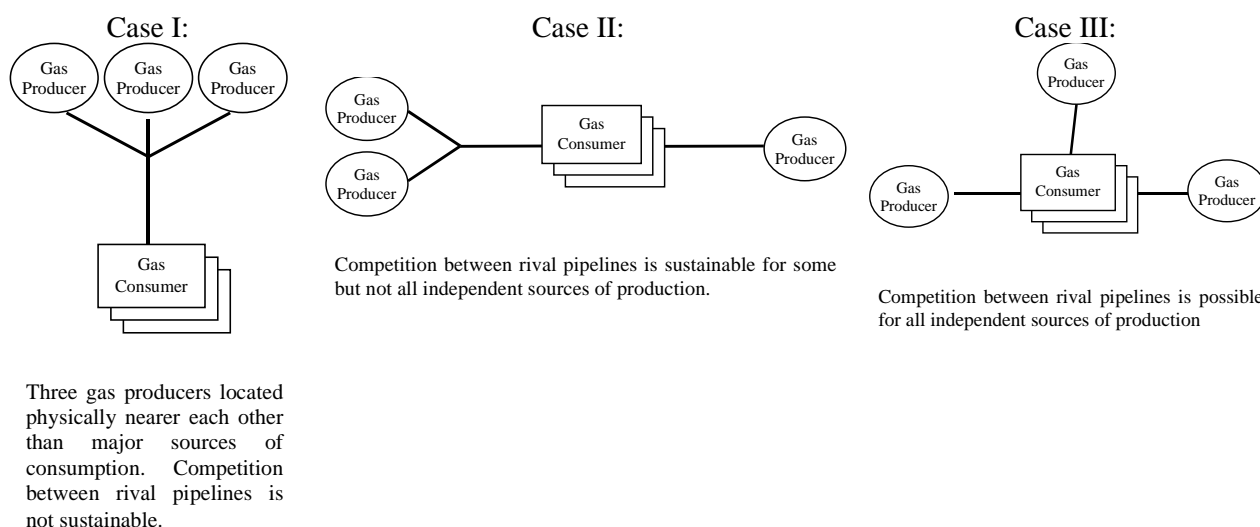 Case I:
Gas
Producer
Gas
Producer
Gas
Producer
Gas
Consumer
Three gas producers located
physically nearer each other
than major sources of
consumption. Competition
between rival pipelines is
not sustainable.
Case II:
Gas
Producer
Gas
Producer
Gas
Consumer
Gas
Producer
Competition between rival pipelines is sustainable for some
but not all independent sources of production.
Case III:
Gas
Producer
Gas
Producer
Gas
Consumer
Gas
Producer
Competition between rival pipelines is possible
for all independent sources of production